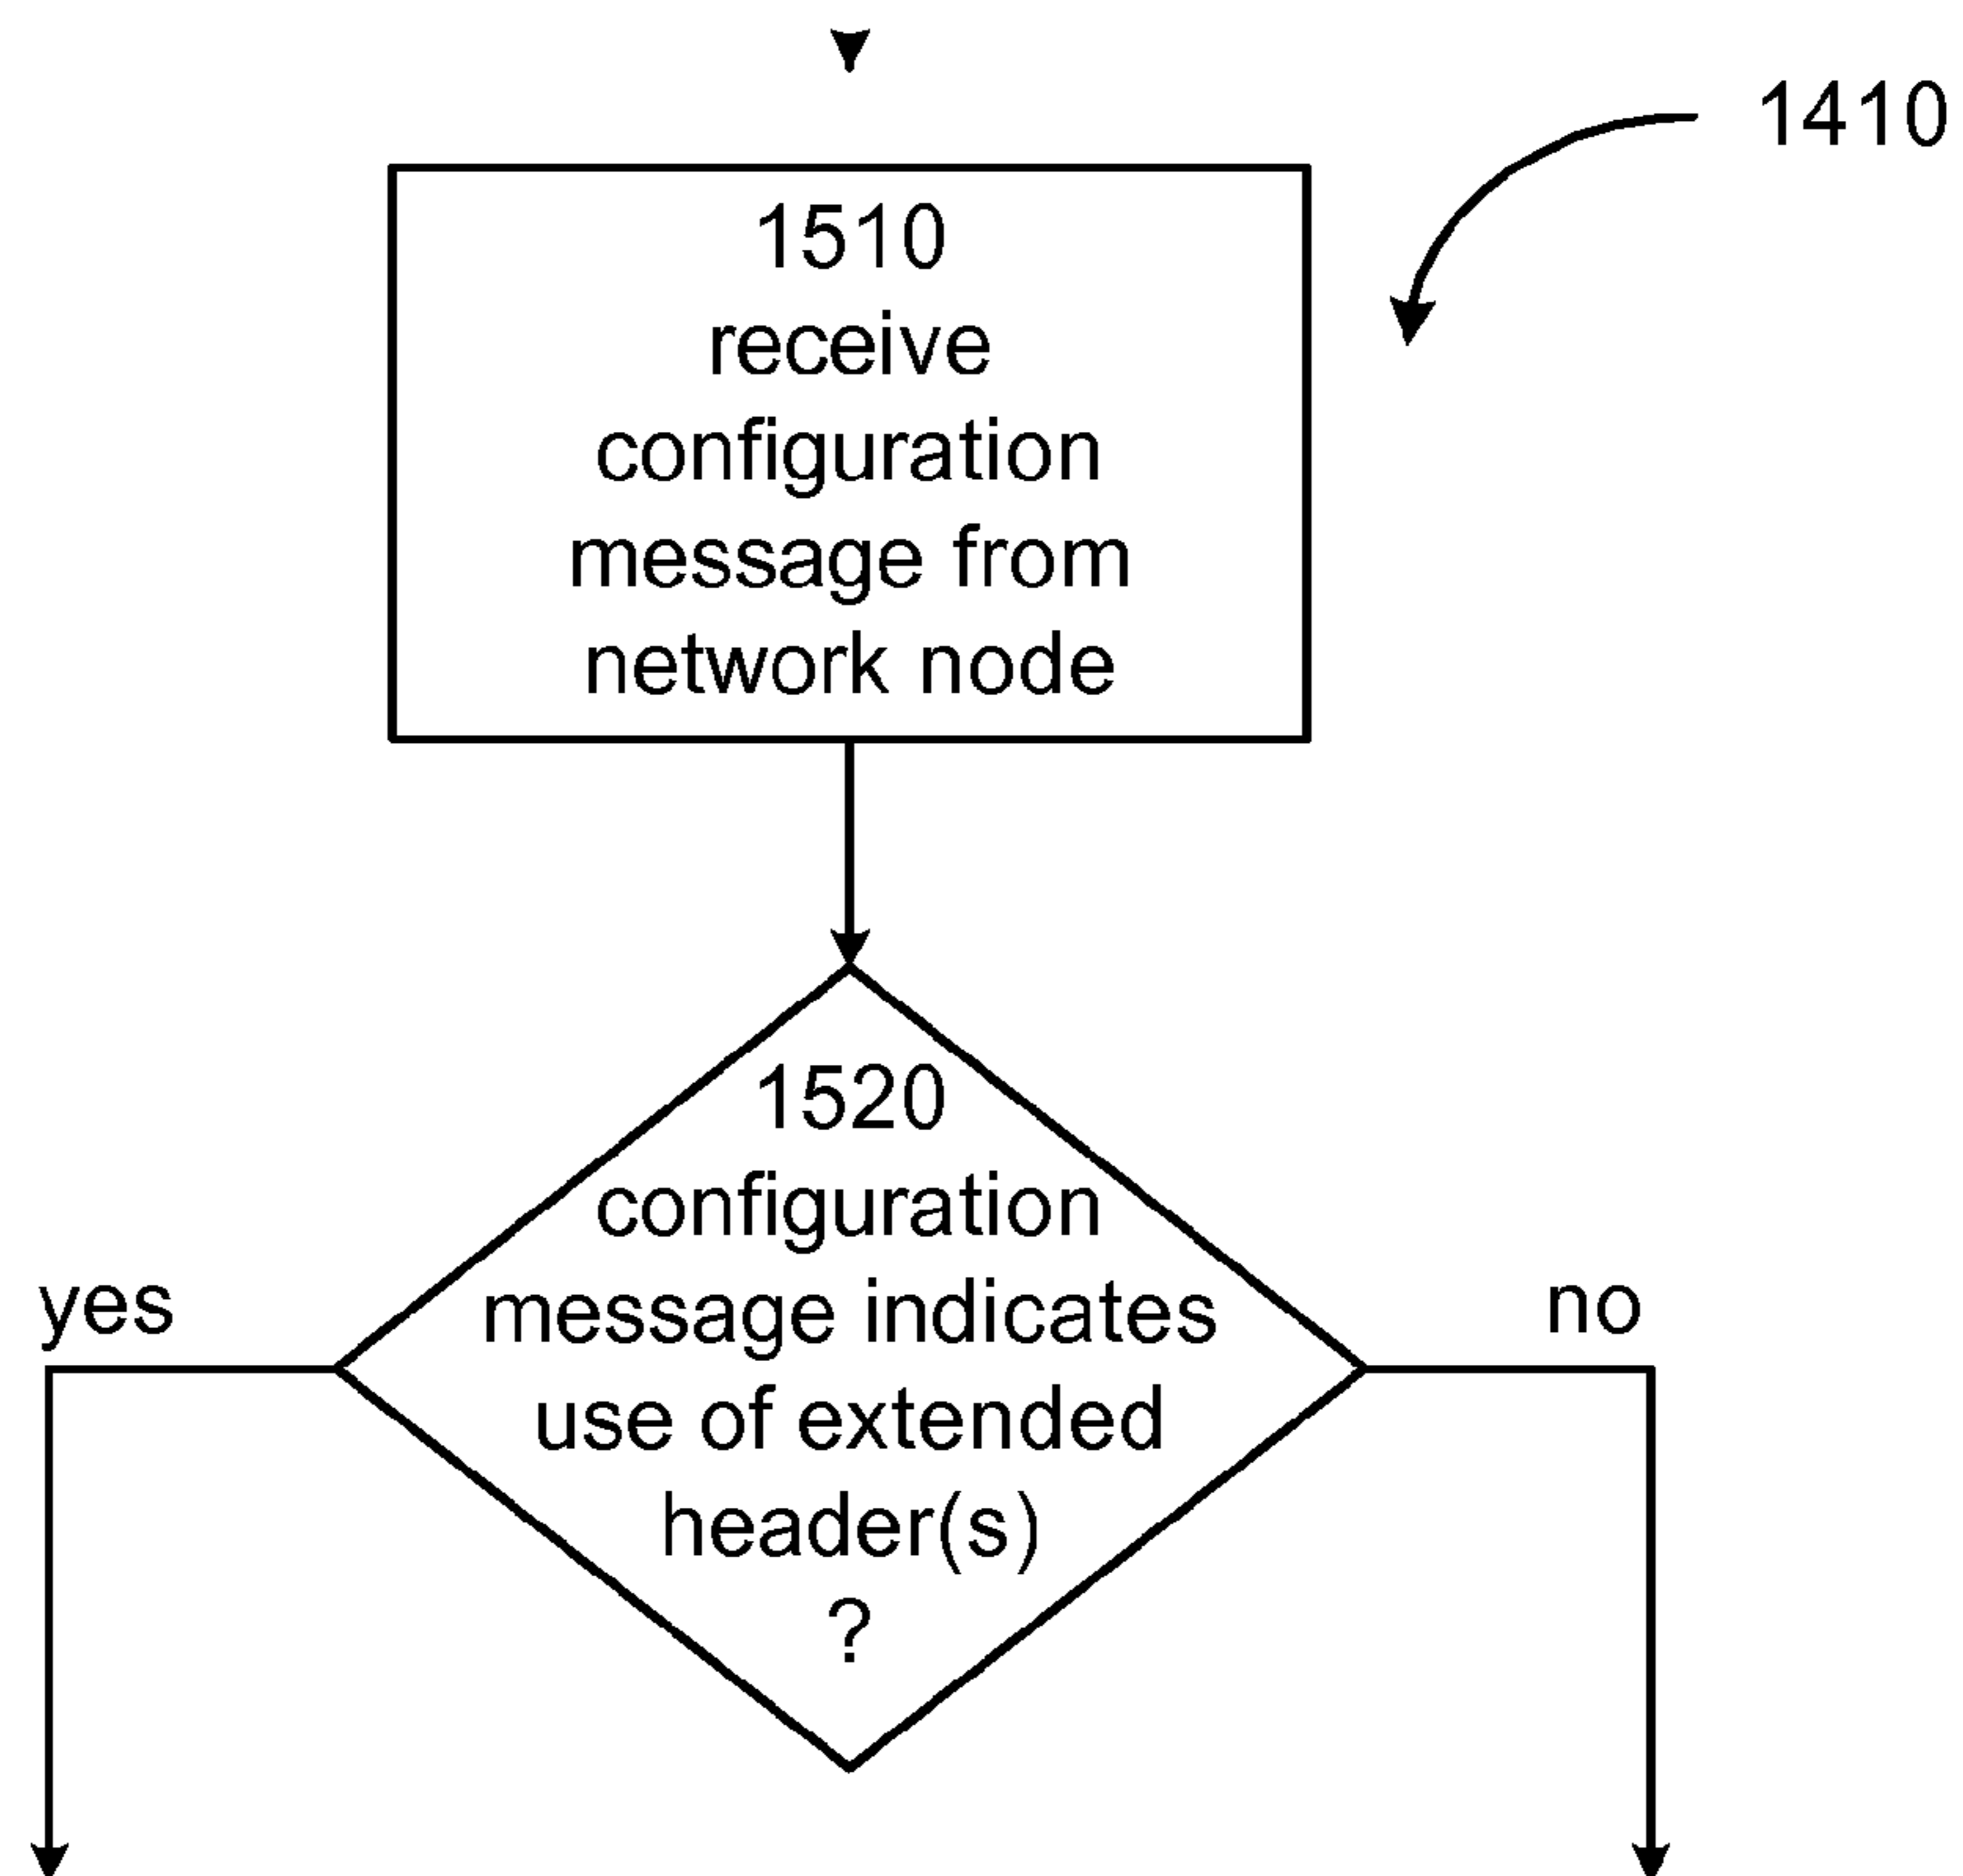 1410
1510
receive
configuration
message from
network node
1520
configuration
message indicates
use of extended
header(s)
?
yes
no